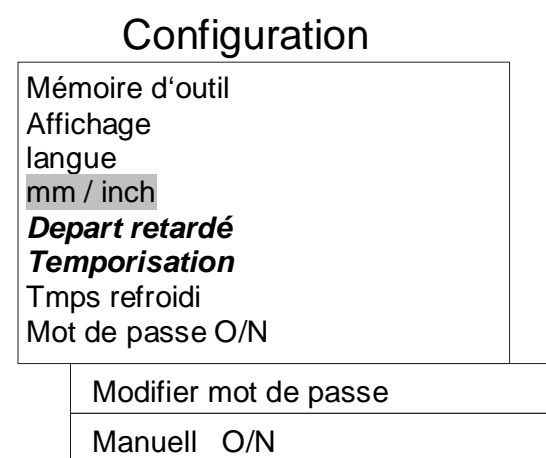 Configuration
Mémoire d‘outil
Affichage
langue
mm / inch
Depart retardé
Temporisation
Tmps refroidi
Mot de passe O/N
Modifier mot de passe
Manuell O/N